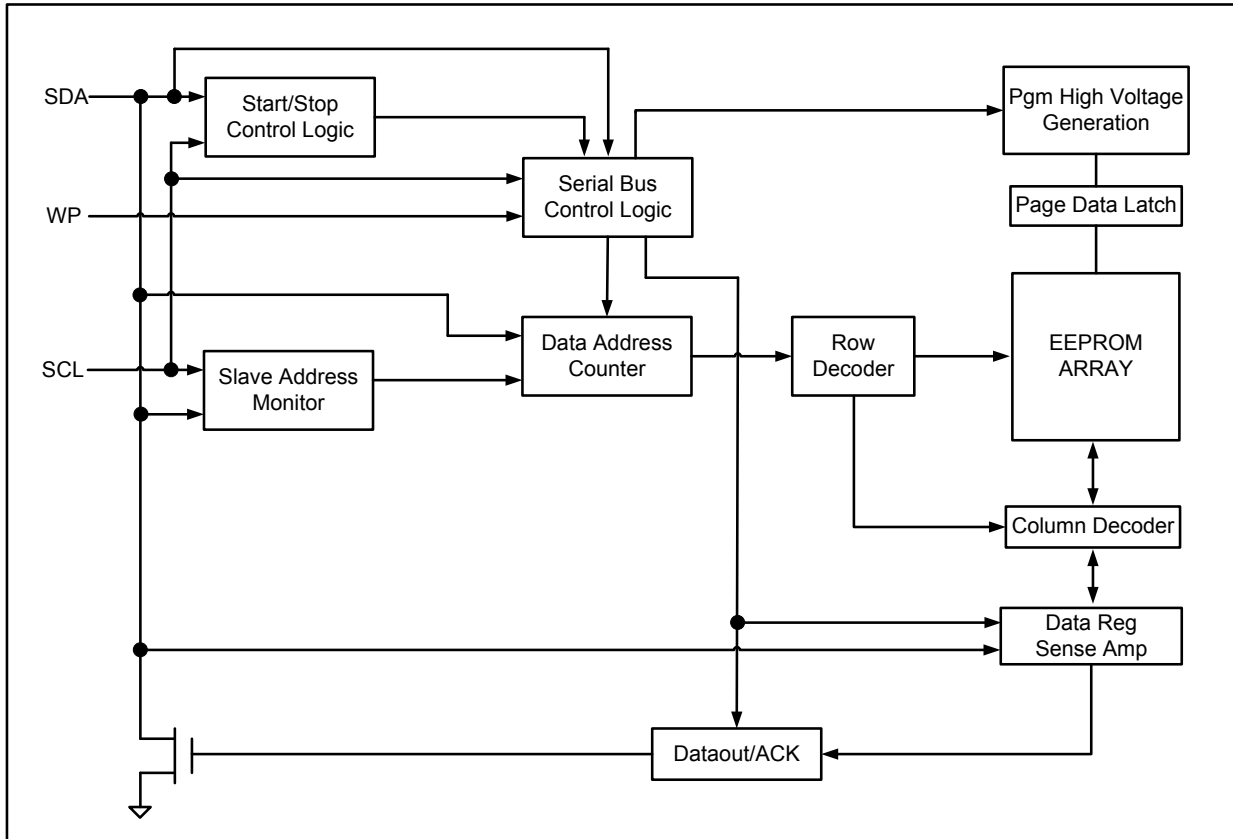 SDA
Start/Stop
Control Logic
Pgm High Voltage
Generation
Serial Bus
Control Logic
WP
Page Data Latch
SCL
Slave Address
Monitor
Data Address
Counter
Row
Decoder
EEPROM
ARRAY
Column Decoder
Data Reg
Sense Amp
Dataout/ACK